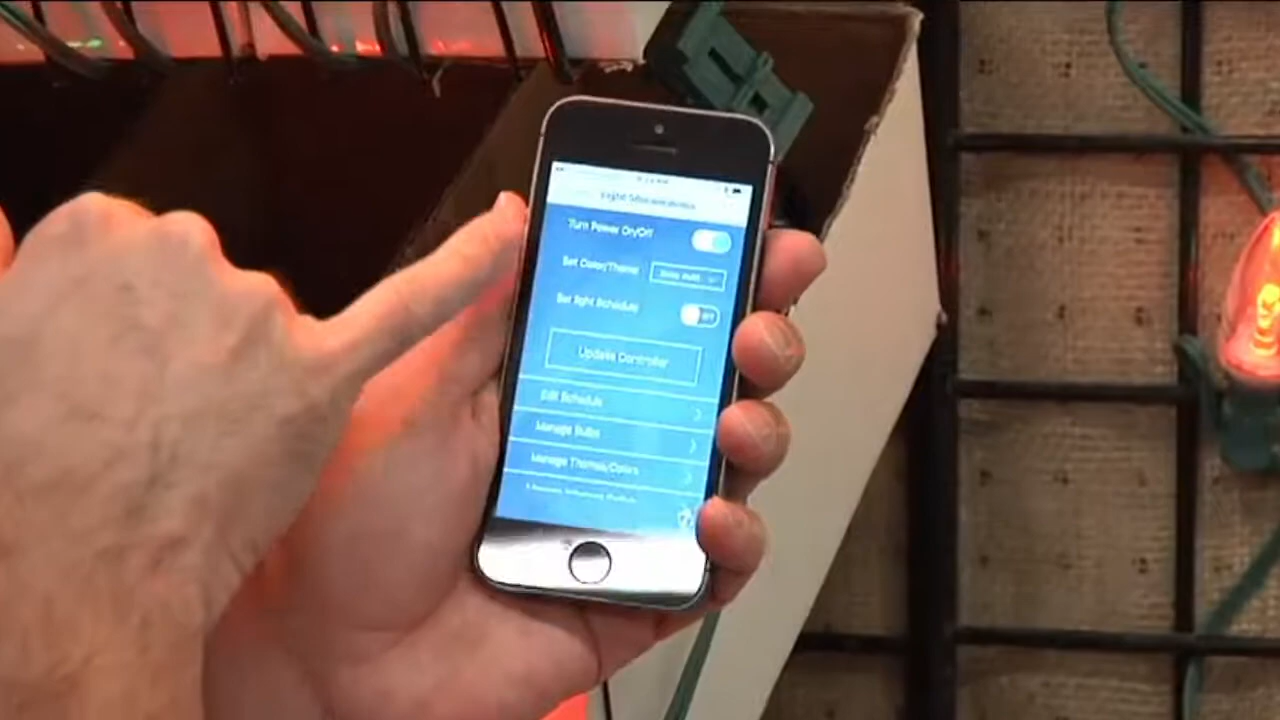 Turn Power On/Off
Set Color/Theme
Set light Schedule
OFF
Update Controller
Edit Schedule
Manage Bulbs
Manage Themes/Colors